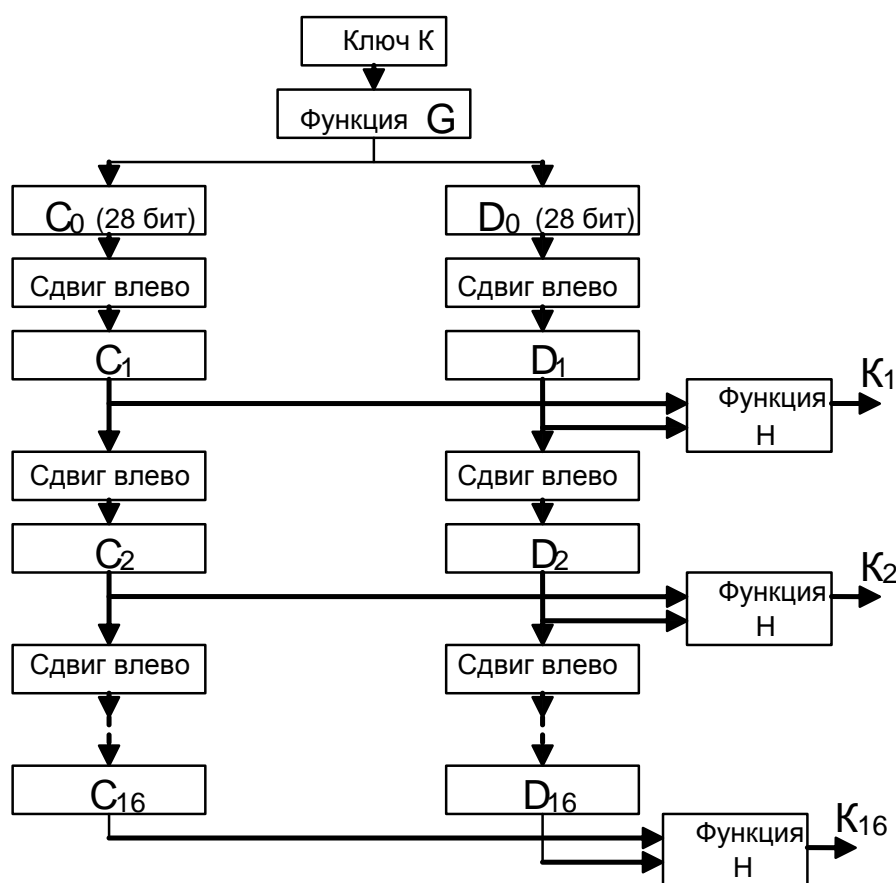 Ключ К
Функция G
C0 (28 бит) D0 (28 бит)
Сдвиг влево Сдвиг влево
C1 D1
Функция Н K1
Сдвиг влево Сдвиг влево
C2 D2
Функция Н K2
Сдвиг влево Сдвиг влево
C16 D16
Функция Н K16